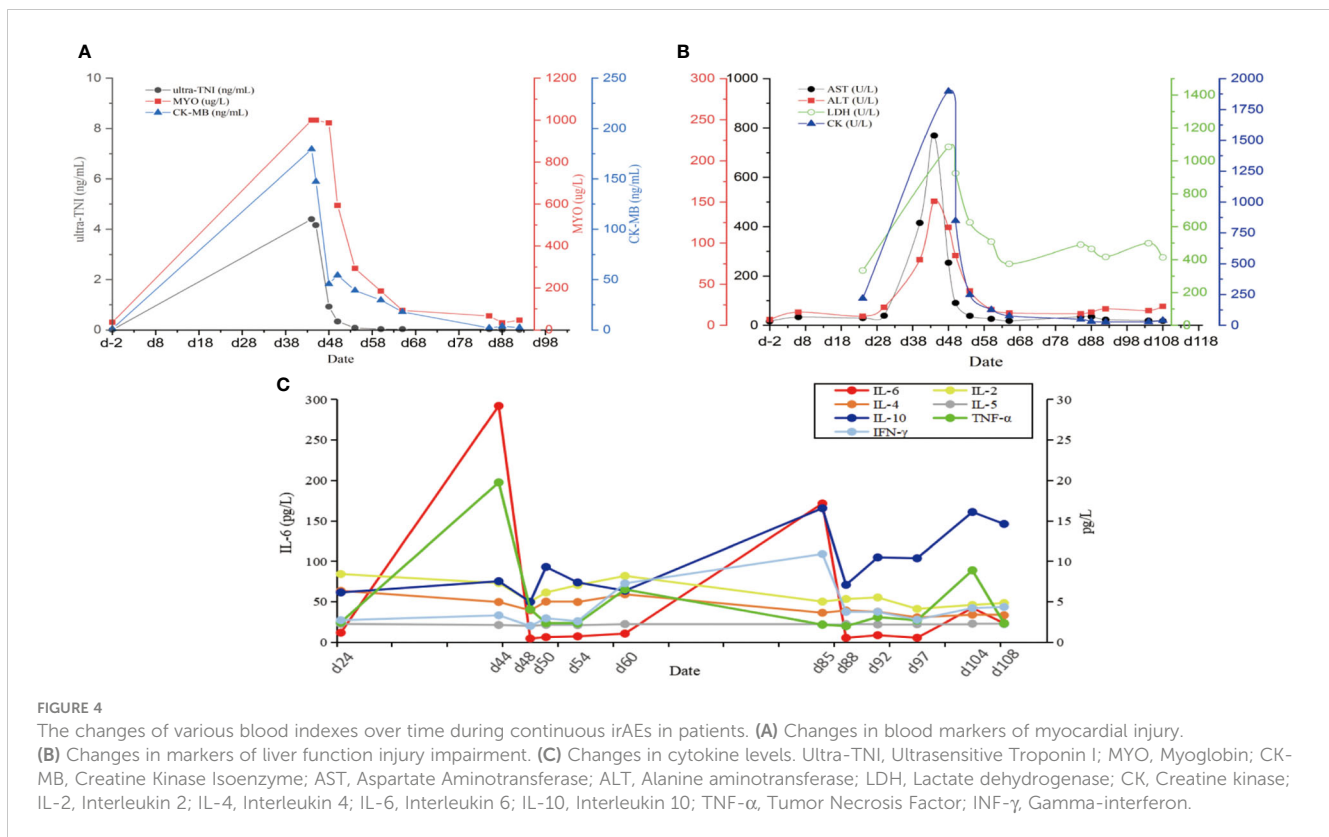 A
ultra-TNI (ng/mL)
MYO (ug/L)
CK-MB (ng/mL)
10
8
6
4
2
0
ultra-TNI (ng/mL)
1200
1000
800
600
400
200
0
MYO (ug/L)
250
200
150
100
50
0
CK-MB (ng/mL)
d-2 d8 d18 d28 d38 d48 d58 d68 d78 d88 d98
Date
B
AST (U/L)
ALT (U/L)
LDH (U/L)
CK (U/L)
300
250
200
150
100
50
0
1000
800
600
400
200
0
1400
1200
1000
800
600
400
200
0
2000
1750
1500
1250
1000
750
500
250
0
d-2 d8 d18 d28 d38 d48 d58 d68 d78 d88 d98 d108 d118
Date
C
IL-6 IL-2
IL-4 IL-5
IL-10 TNF-α
IFN-γ
300
250
200
150
100
50
0
IL-6 (pg/L)
30
25
20
15
10
5
0
pg/L
d24 d44 d48 d50 d54 d60 d85 d88 d92 d97 d104 d108
Date
FIGURE 4
The changes of various blood indexes over time during continuous irAEs in patients. (A) Changes in blood markers of myocardial injury.
(B) Changes in markers of liver function injury impairment. (C) Changes in cytokine levels. Ultra-TNI, Ultrasensitive Troponin I; MYO, Myoglobin; CK-
MB, Creatine Kinase Isoenzyme; AST, Aspartate Aminotransferase; ALT, Alanine aminotransferase; LDH, Lactate dehydrogenase; CK, Creatine kinase;
IL-2, Interleukin 2; IL-4, Interleukin 4; IL-6, Interleukin 6; IL-10, Interleukin 10; TNF-α, Tumor Necrosis Factor; INF-γ, Gamma-interferon.